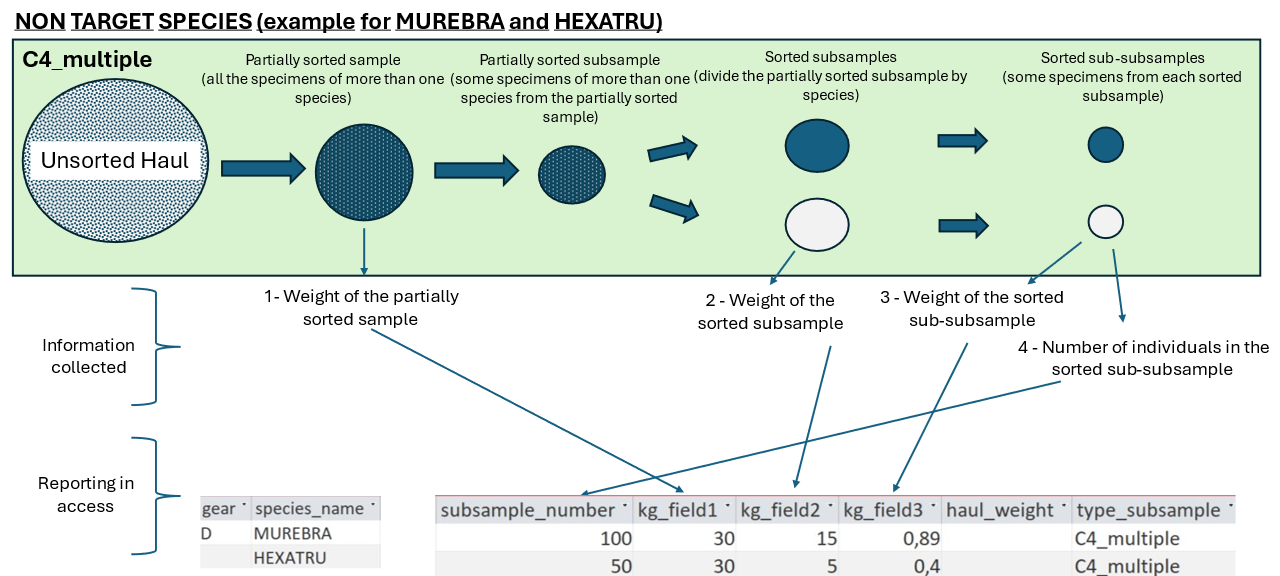 NON TARGET SPECIES (example for MUREBRA and HEXATRU)
C4_multiple
Unsorted Haul
Partially sorted sample
(all the specimens of more than one
species)
Partially sorted subsample
(some specimens of more than one
species from the partially sorted
sample)
Sorted subsamples
(divide the partially sorted subsample by
species)
Sorted sub-subsamples
(some specimens from each sorted
subsample)
Information
collected
1- Weight of the partially
sorted sample
2 - Weight of the
sorted subsample
3 - Weight of the sorted
sub-subsample
4 - Number of individuals in the
sorted sub-subsample
Reporting in
access
gear species_name
D MUREBRA
HEXATRU
subsample_number kg_field1 kg_field2 kg_field3 haul_weight type_subsample
100 30 15 0,89 C4_multiple
50 30 5 0,4 C4_multiple